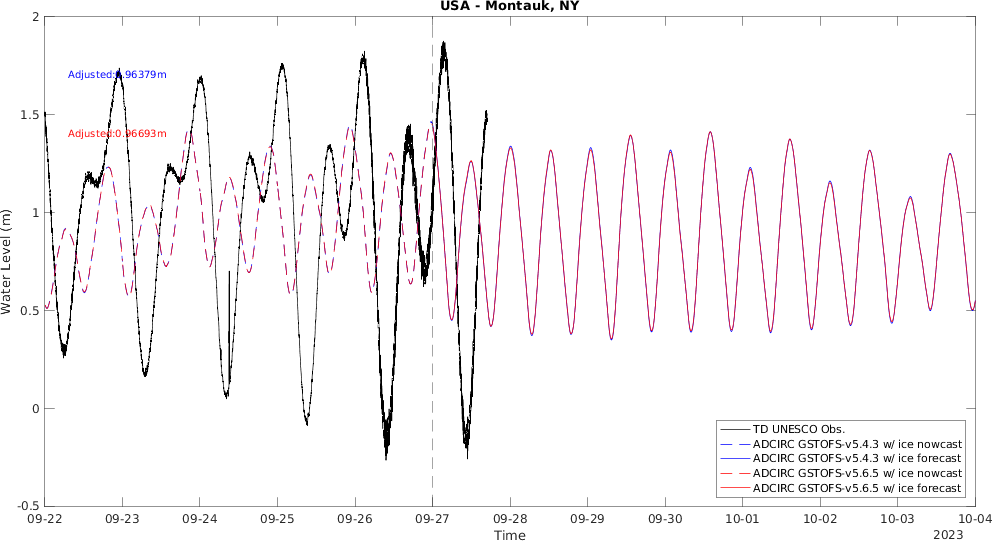 USA - Montauk, NY
2
1.5
1
0.5
0
-0.5
Water Level (m)
Adjusted:0.96379m
Adjusted:0.96693m
TD UNESCO Obs.
ADCIRC GSTOFS-v5.4.3 w/ ice nowcast
ADCIRC GSTOFS-v5.4.3 w/ ice forecast
ADCIRC GSTOFS-v5.6.5 w/ ice nowcast
ADCIRC GSTOFS-v5.6.5 w/ ice forecast
09-22 09-23 09-24 09-25 09-26 09-27 09-28 09-29 09-30 10-01 10-02 10-03 10-04
Time
2023